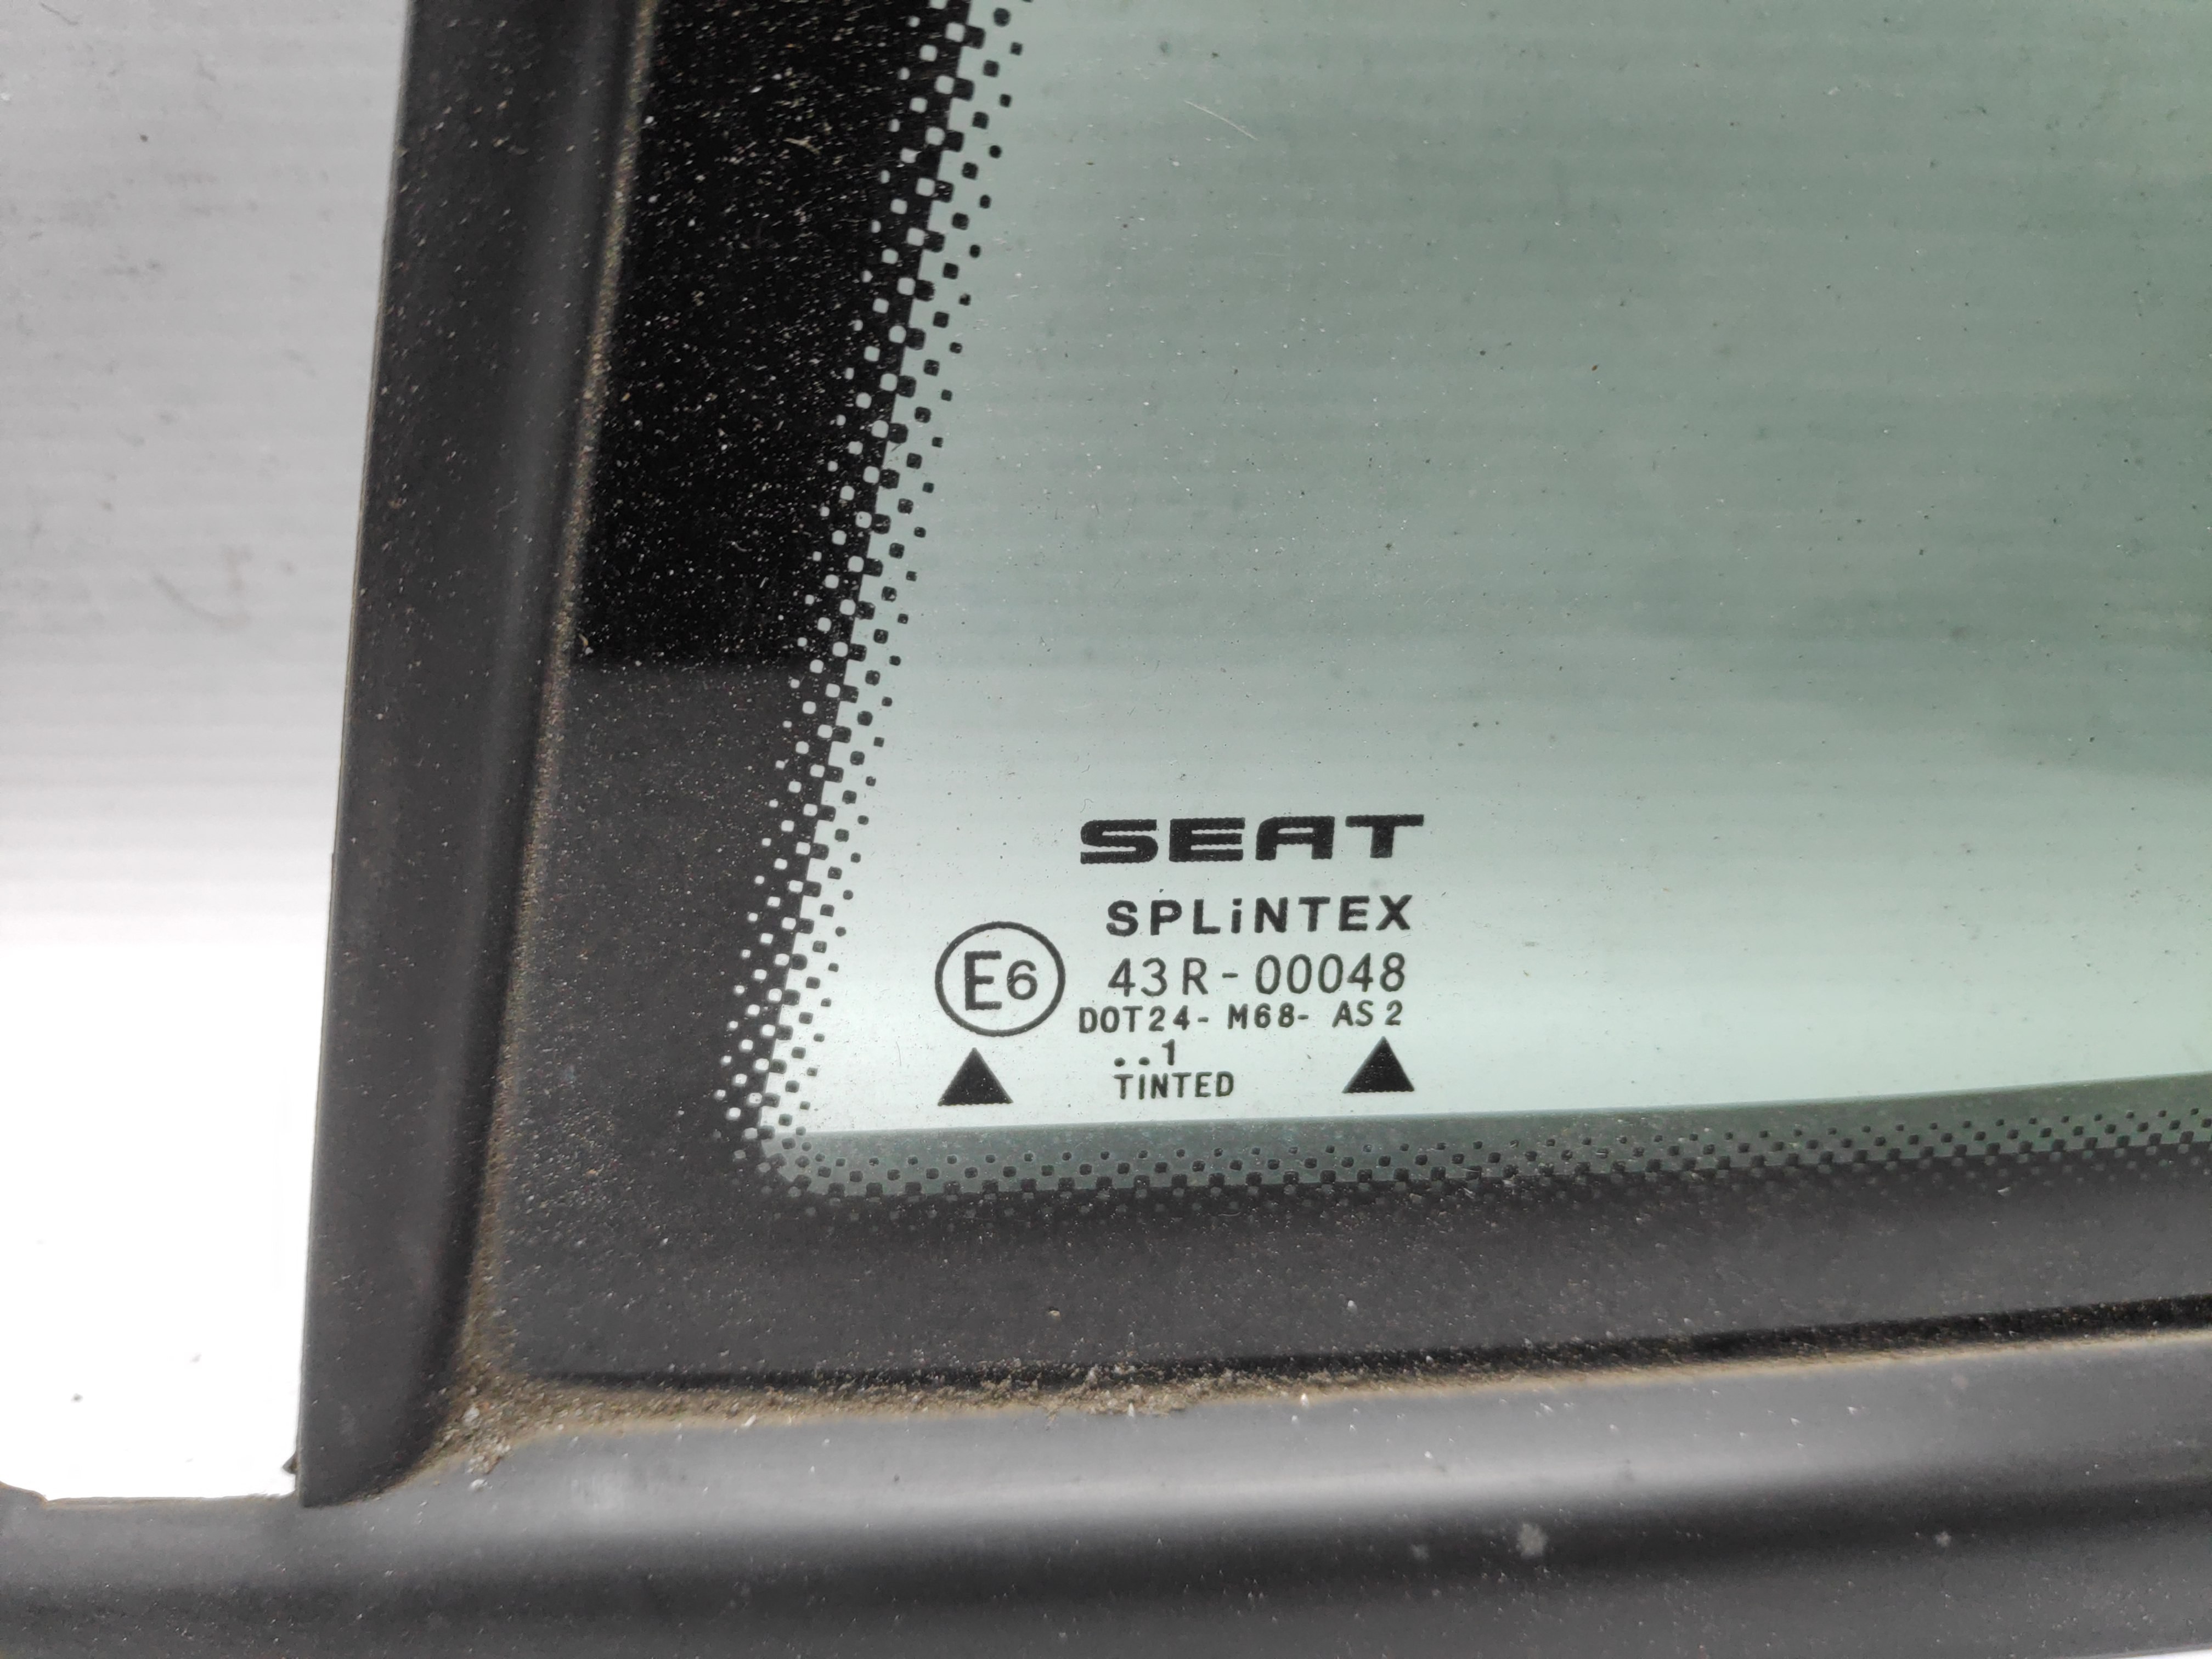 SEAT
SPLiNTEX
E6 43R-00048
DOT24-M68- AS2
..1
TINTED